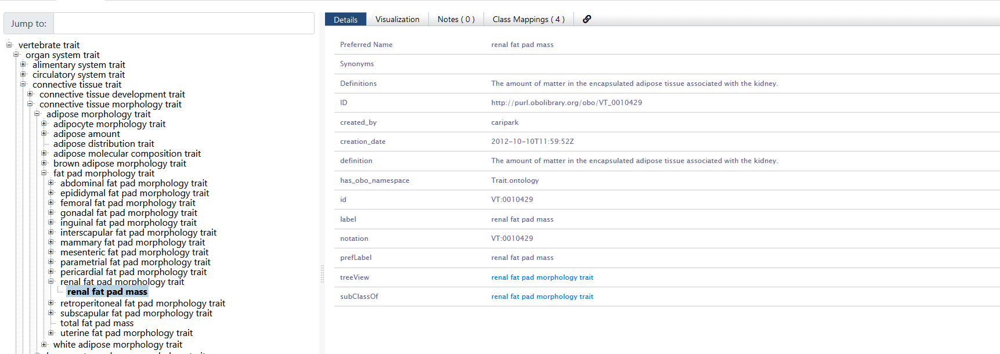 Jump to:
vertebrate trait
organ system trait
alimentary system trait
circulatory system trait
connective tissue trait
connective tissue development trait
connective tissue morphology trait
adipose morphology trait
adipocyte morphology trait
adipose amount
adipose distribution trait
adipose molecular composition trait
brown adipose morphology trait
fat pad morphology trait
abdominal fat pad morphology trait
epididymal fat pad morphology trait
femoral fat pad morphology trait
gonadal fat pad morphology trait
inguinal fat pad morphology trait
interscapular fat pad morphology trait
mammary fat pad morphology trait
mesenteric fat pad morphology trait
parametrial fat pad morphology trait
pericardial fat pad morphology trait
renal fat pad morphology trait
renal fat pad mass
retroperitoneal fat pad morphology trait
subscapular fat pad morphology trait
total fat pad mass
uterine fat pad morphology trait
white adipose morphology trait
Details Visualization Notes ( 0 ) Class Mappings ( 4 )
Preferred Name renal fat pad mass
Synonyms
Definitions The amount of matter in the encapsulated adipose tissue associated with the kidney.
ID http://purl.obolibrary.org/obo/VT_0010429
created_by caripark
creation_date 2012-10-10T11:59:52Z
definition The amount of matter in the encapsulated adipose tissue associated with the kidney.
has_obo_namespace Trait.ontology
id VT:0010429
label renal fat pad mass
notation VT:0010429
prefLabel renal fat pad mass
treeView renal fat pad morphology trait
subClassOf renal fat pad morphology trait